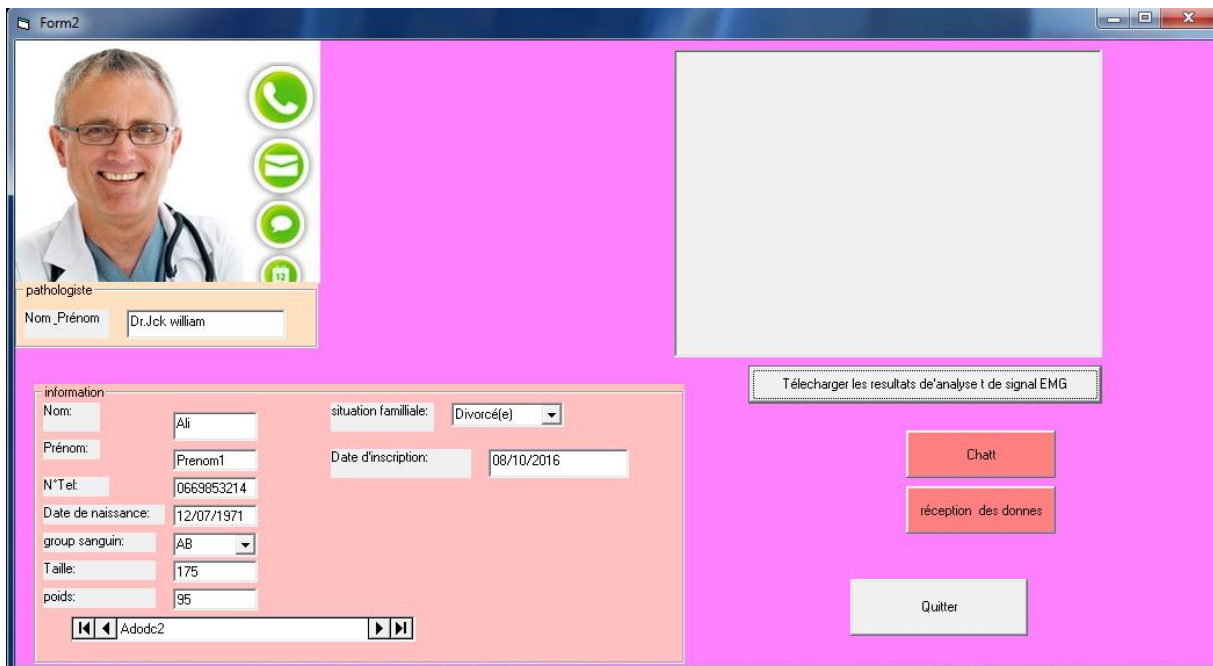 Form2
12
pathologiste
Nom_Prénom
Dr.Jck william
Télecharger les resultats de'analyse t de signal EMG
information
Nom:
Ali
situation familliale:
Divorcé(e)
Prénom:
Prenom1
Date d'inscription:
08/10/2016
N°Tel:
0669853214
Date de naissance:
12/07/1971
group sanguin:
AB
Taille:
175
poids:
95
Adodc2
Chatt
réception des donnes
Quitter